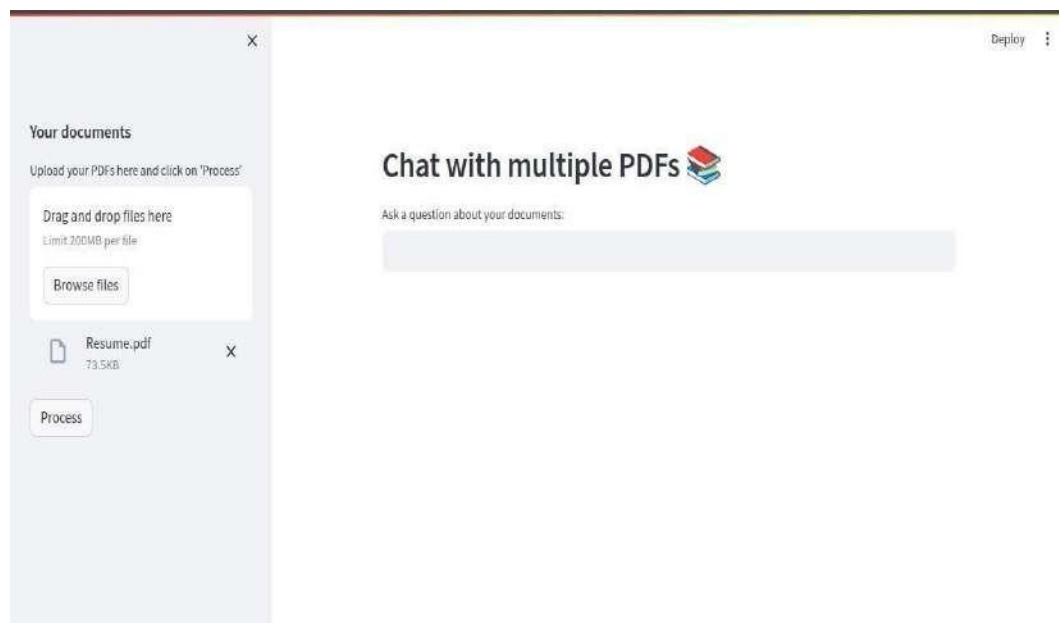 X
Deploy
Your documents
Upload your PDFs here and click on 'Process'
Drag and drop files here
Limit 200MB per file
Browse files
Resume.pdf
73.5KB
X
Process
Chat with multiple PDFs 📚
Ask a question about your documents: